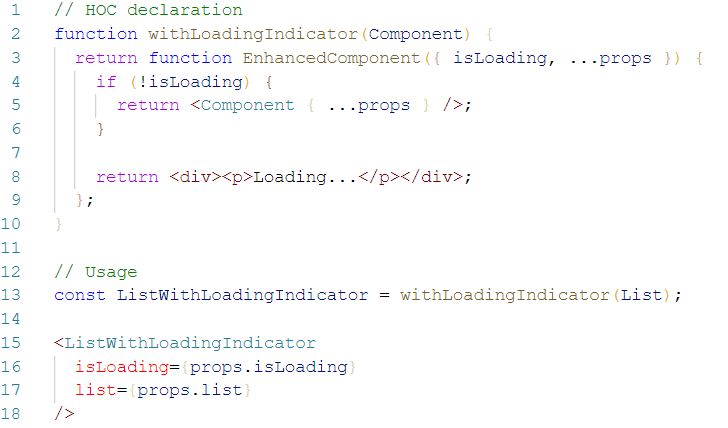 1 // HOC declaration
2 function withLoadingIndicator(Component) {
3   return function EnhancedComponent({ isLoading, ...props }) {
4     if (!isLoading) {
5       return <Component { ...props } />;
6     }
7
8     return <div><p>Loading...</p></div>;
9   };
10 }
11
12 // Usage
13 const ListWithLoadingIndicator = withLoadingIndicator(List);
14
15 <ListWithLoadingIndicator
16   isLoading={props.isLoading}
17   list={props.list}
18 />